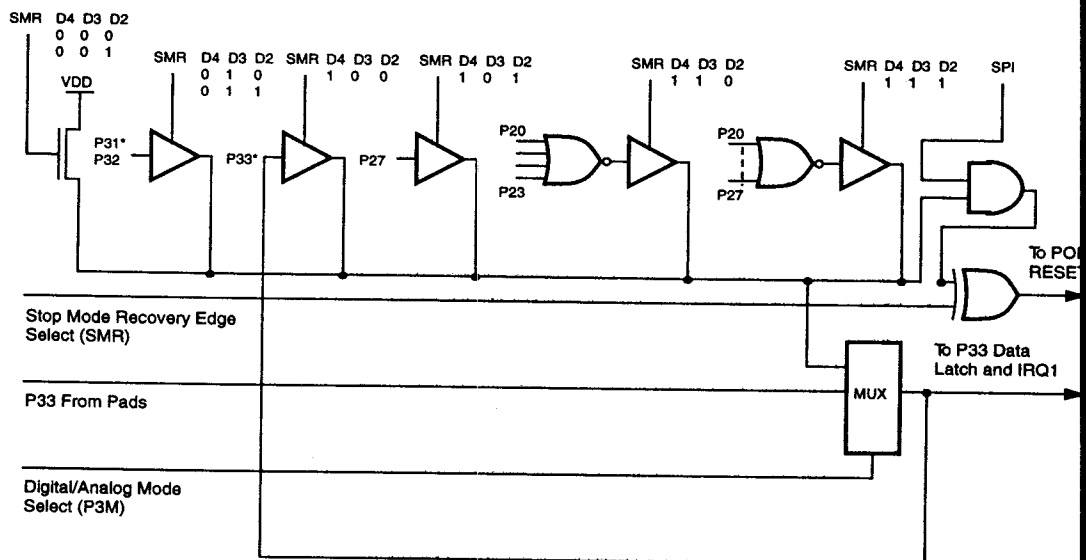 SMR D4 D3 D2
0 0 0
0 0 1
VDD
SMR D4 D3 D2
0 1 0
0 1 1
SMR D4 D3 D2
1 0 0
SMR D4 D3 D2
1 0 1
SMR D4 D3 D2
1 1 0
SMR D4 D3 D2
1 1 1
SPI
P31*
P32
P33*
P27
P20
P23
P20
P27
To PO
RESET
Stop Mode Recovery Edge
Select (SMR)
To P33 Data
Latch and IRQ1
MUX
P33 From Pads
Digital/Analog Mode
Select (P3M)